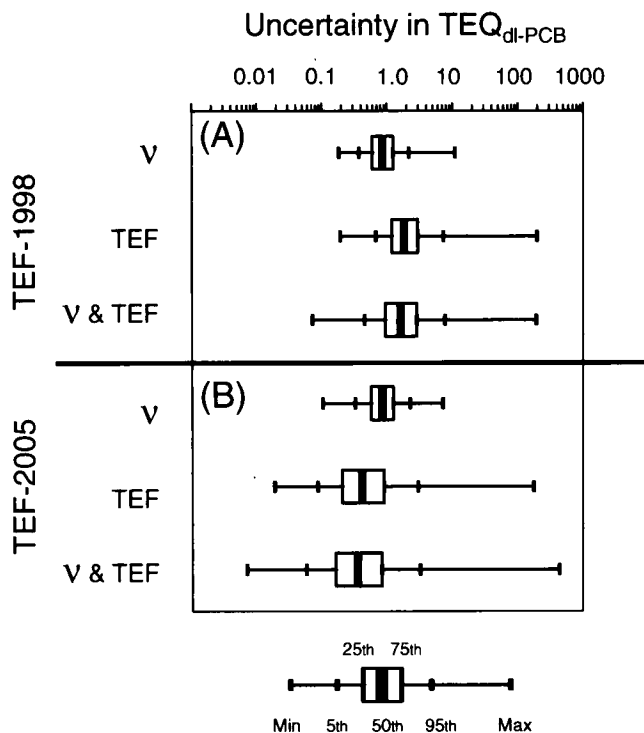 Uncertainty in TEQdl-PCB
0.01 0.1 1.0 10 100 1000
(A)
TEF-1998
ν
TEF
ν & TEF
(B)
TEF-2005
ν
TEF
ν & TEF
25th 75th
Min 5th 50th 95th Max